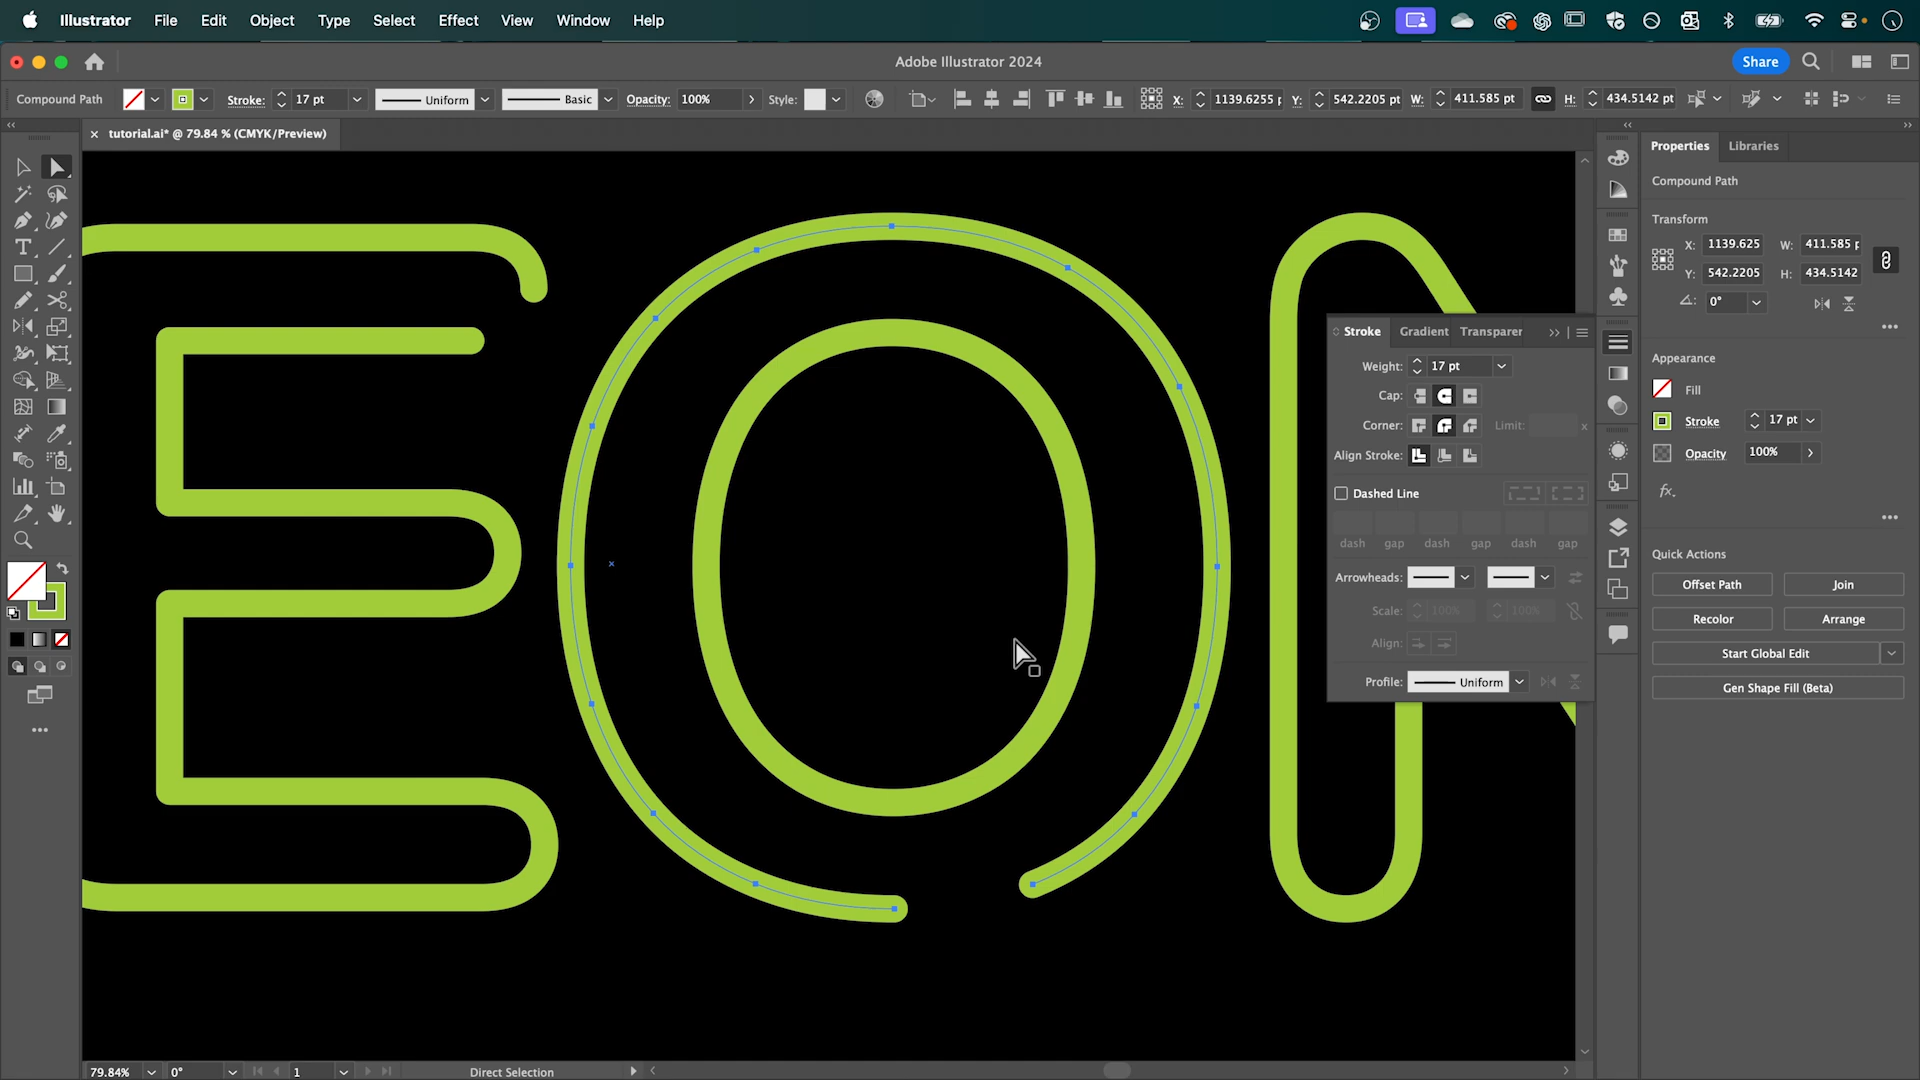 Illustrator File Edit Object Type Select Effect View Window Help
Adobe Illustrator 2024
Share
Compound Path Stroke: 17 pt Uniform Basic Opacity: 100% Style: X: 1139.6255 Y: 542.2205 pt W: 411.585 pt H: 434.5142 pt
× tutorial.ai* @ 79.84 % (CMYK/Preview)
EO
Properties Libraries
Compound Path
Transform
X: 1139.625 W: 411.585
Y: 542.2205 H: 434.5142
0°
Appearance
Fill
Stroke 17 pt
Opacity 100%
fx.
Quick Actions
Offset Path Join
Recolor Arrange
Start Global Edit
Gen Shape Fill (Beta)
Stroke Gradient Transparer
Weight: 17 pt
Cap:
Corner: Limit: x
Align Stroke:
Dashed Line
dash gap dash gap dash gap
Arrowheads:
Scale: 100% 100%
Align:
Profile: Uniform
79.84% 0° 1 Direct Selection